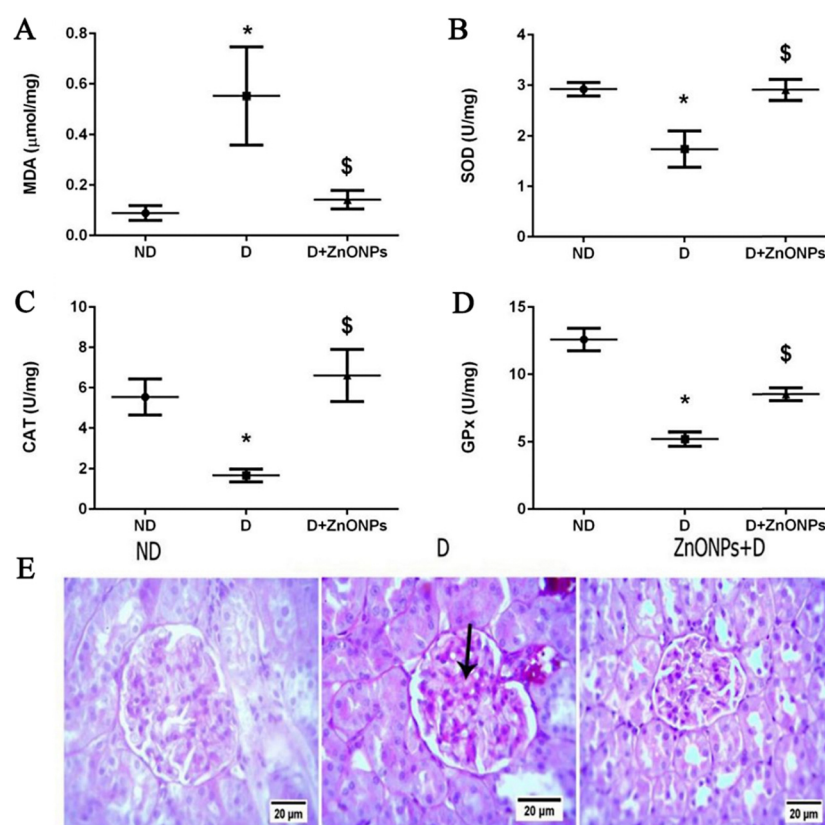 A
MDA (μmol/mg)
0.8
0.6
0.4
0.2
0.0
*
$
ND
D
D+ZnONPs
B
SOD (U/mg)
4
3
2
1
0
*
$
ND
D
D+ZnONPs
C
CAT (U/mg)
10
8
6
4
2
0
*
$
ND
D
D+ZnONPs
D
GPx (U/mg)
15
10
5
0
*
$
ND
D
D+ZnONPs
E
ND
D
ZnONPs+D
20 μm
20 μm
20 μm